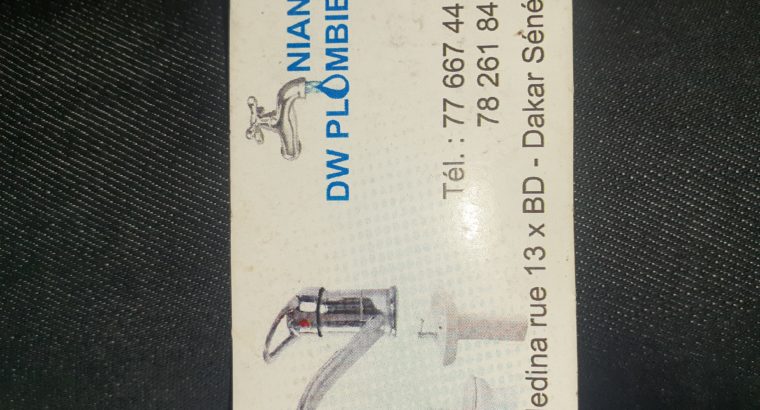 NIAN
DW PLOMBIE
Tél. : 77 667 44
78 261 84
edina rue 13 x BD - Dakar Séné